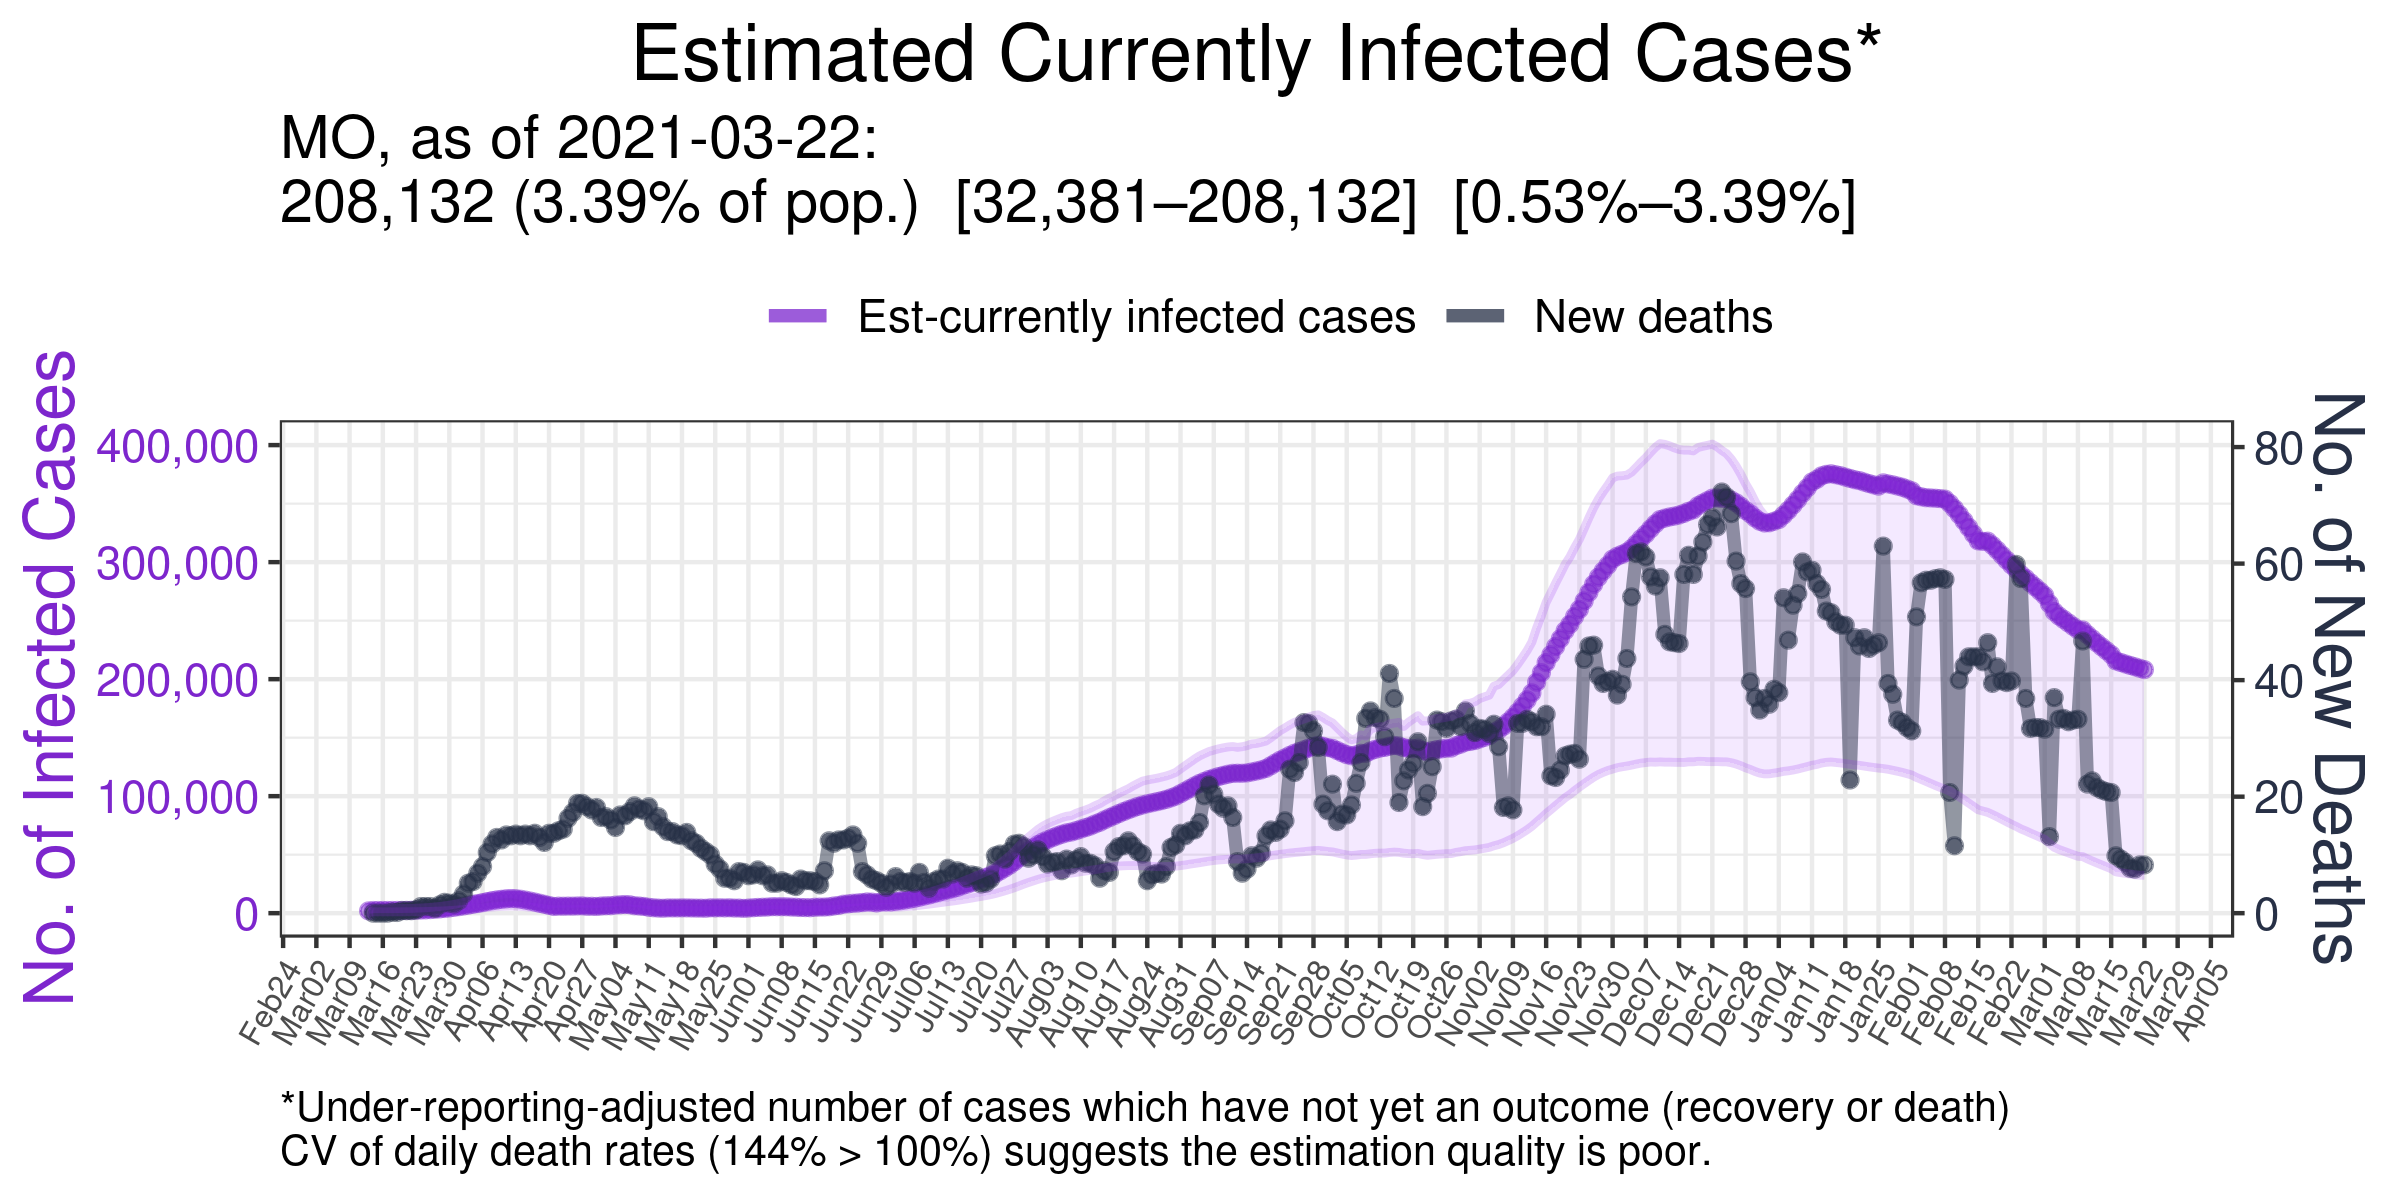 Estimated Currently Infected Cases*
MO, as of 2021-03-22:
208,132 (3.39% of pop.) [32,381–208,132] [0.53%–3.39%]
Est-currently infected cases New deaths
No. of Infected Cases
400,000
300,000
200,000
100,000
0
80
60
40
20
0
No. of New Deaths
Feb24 Mar02 Mar09 Mar16 Mar23 Mar30 Apr06 Apr13 Apr20 Apr27 May04 May11 May18 May25 Jun01 Jun08 Jun15 Jun22 Jun29 Jul06 Jul13 Jul20 Jul27 Aug03 Aug10 Aug17 Aug24 Aug31 Sep07 Sep14 Sep21 Sep28 Oct05 Oct12 Oct19 Oct26 Nov02 Nov09 Nov16 Nov23 Nov30 Dec07 Dec14 Dec21 Dec28 Jan04 Jan11 Jan18 Jan25 Feb01 Feb08 Feb15 Feb22 Mar01 Mar08 Mar15 Mar22 Mar29 Apr05
*Under-reporting-adjusted number of cases which have not yet an outcome (recovery or death)
CV of daily death rates (144% > 100%) suggests the estimation quality is poor.